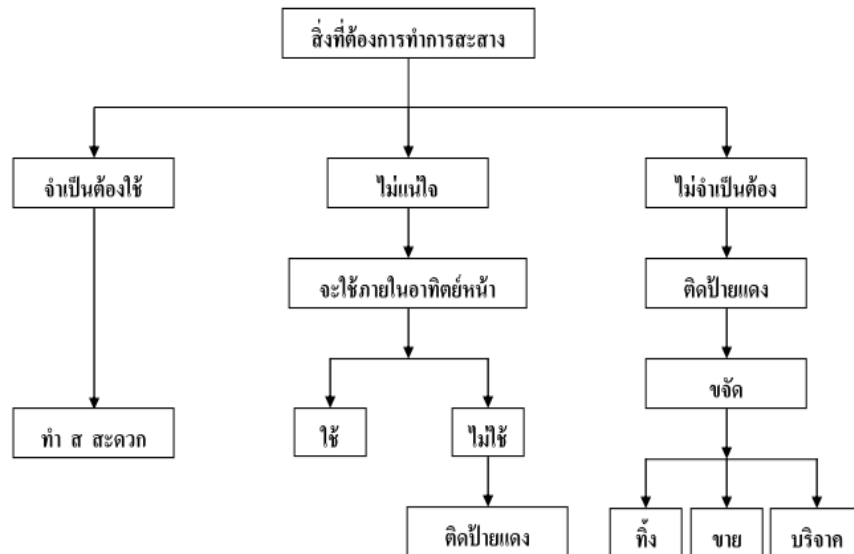 สิ่งที่ต้องการทำการสะสาง
จำเป็นต้องใช้
ไม่แน่ใจ
ไม่จำเป็นต้อง
จะใช้ภายในอาทิตย์หน้า
ติดป้ายแดง
ขจัด
ทำ ส สะดวก
ใช้
ไม่ใช้
ติดป้ายแดง
ทิ้ง
ขาย
บริจาค